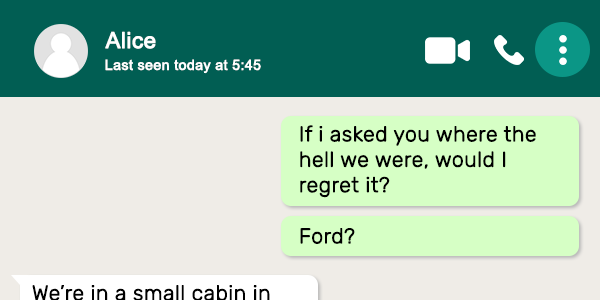 Alice
Last seen today at 5:45
If i asked you where the
hell we were, would I
regret it?
Ford?
We're in a small cabin in